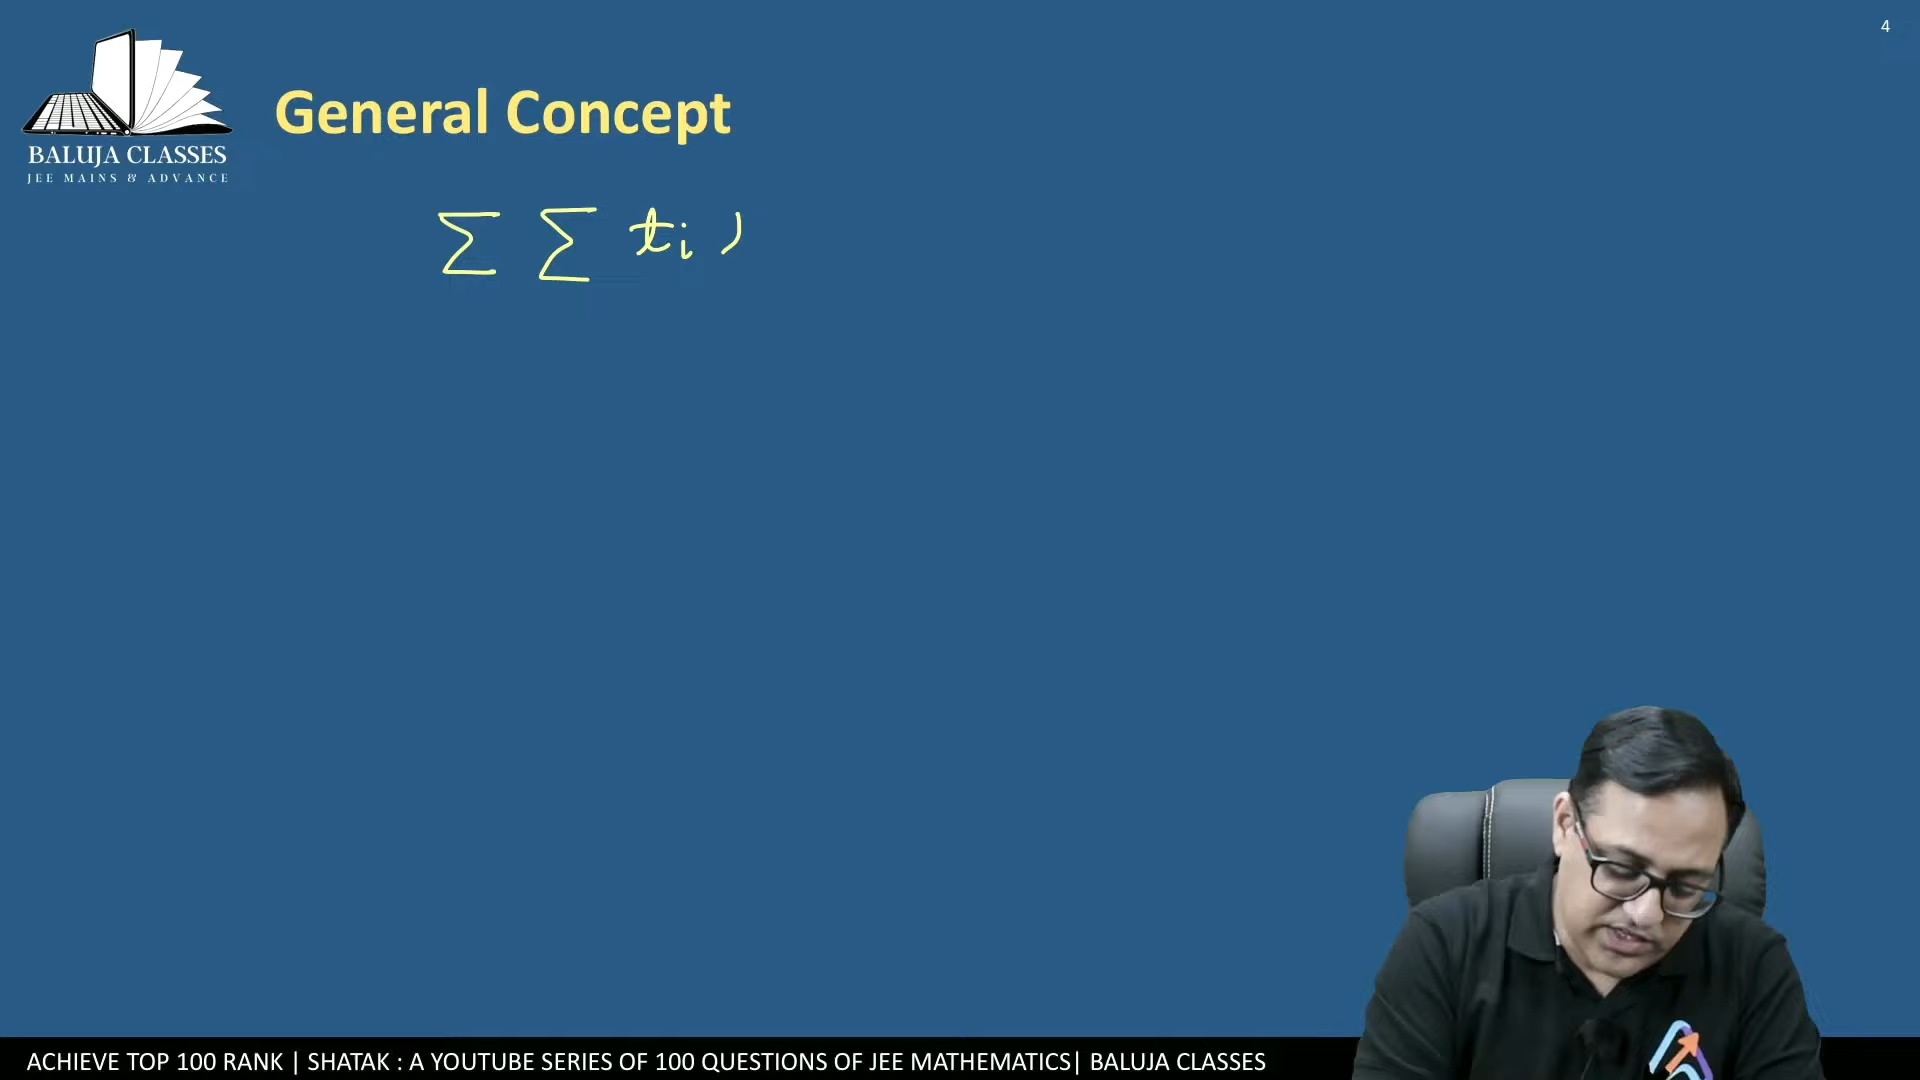 4
General Concept
BALUJA CLASSES
JEE MAINS & ADVANCE
∑ ∑ ti )
ACHIEVE TOP 100 RANK | SHATAK : A YOUTUBE SERIES OF 100 QUESTIONS OF JEE MATHEMATICS| BALUJA CLASSES